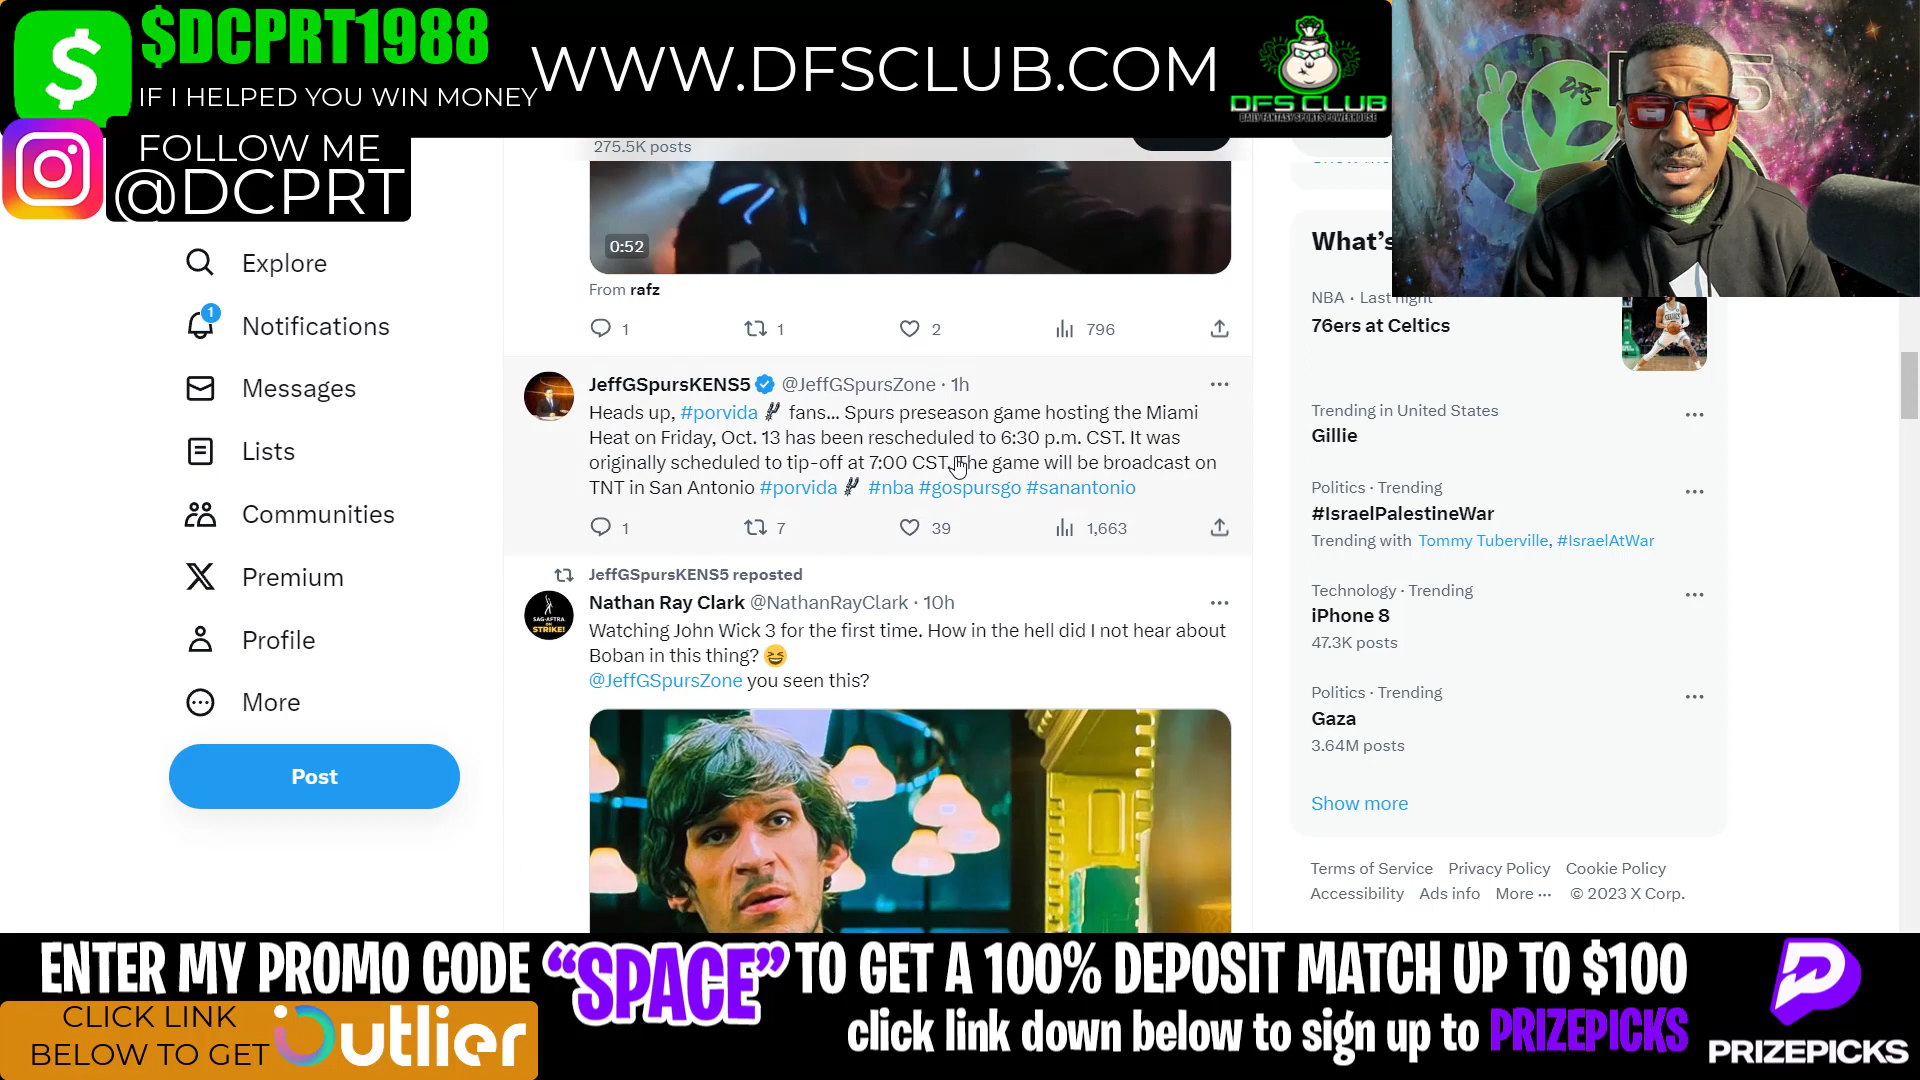 $DCPRT1988
IF I HELPED YOU WIN MONEY
WWW.DFSCLUB.COM
DFS CLUB
DAILY FANTASY SPORTS POWERHOUSE
FOLLOW ME
@DCPRT
275.5K posts
0:52
From rafz
1 1 2 796
Explore
1
Notifications
Messages
Lists
Communities
Premium
Profile
More
Post
JeffGSpursKENS5 @JeffGSpursZone · 1h
Heads up, #porvida fans... Spurs preseason game hosting the Miami
Heat on Friday, Oct. 13 has been rescheduled to 6:30 p.m. CST. It was
originally scheduled to tip-off at 7:00 CST. The game will be broadcast on
TNT in San Antonio #porvida #nba #gospursgo #sanantonio
1 7 39 1,663
JeffGSpursKENS5 reposted
SAG-AFTRA
ON
STRIKE!
Nathan Ray Clark @NathanRayClark · 10h
Watching John Wick 3 for the first time. How in the hell did I not hear about
Boban in this thing? 😆
@JeffGSpursZone you seen this?
What's
NBA · Last night
76ers at Celtics
Trending in United States
Gillie
Politics · Trending
#IsraelPalestineWar
Trending with Tommy Tuberville, #IsraelAtWar
Technology · Trending
iPhone 8
47.3K posts
Politics · Trending
Gaza
3.64M posts
Show more
Terms of Service Privacy Policy Cookie Policy
Accessibility Ads info More ··· © 2023 X Corp.
ENTER MY PROMO CODE "SPACE" TO GET A 100% DEPOSIT MATCH UP TO $100
click link down below to sign up to PRIZEPICKS
CLICK LINK
BELOW TO GET Outlier
PRIZEPICKS